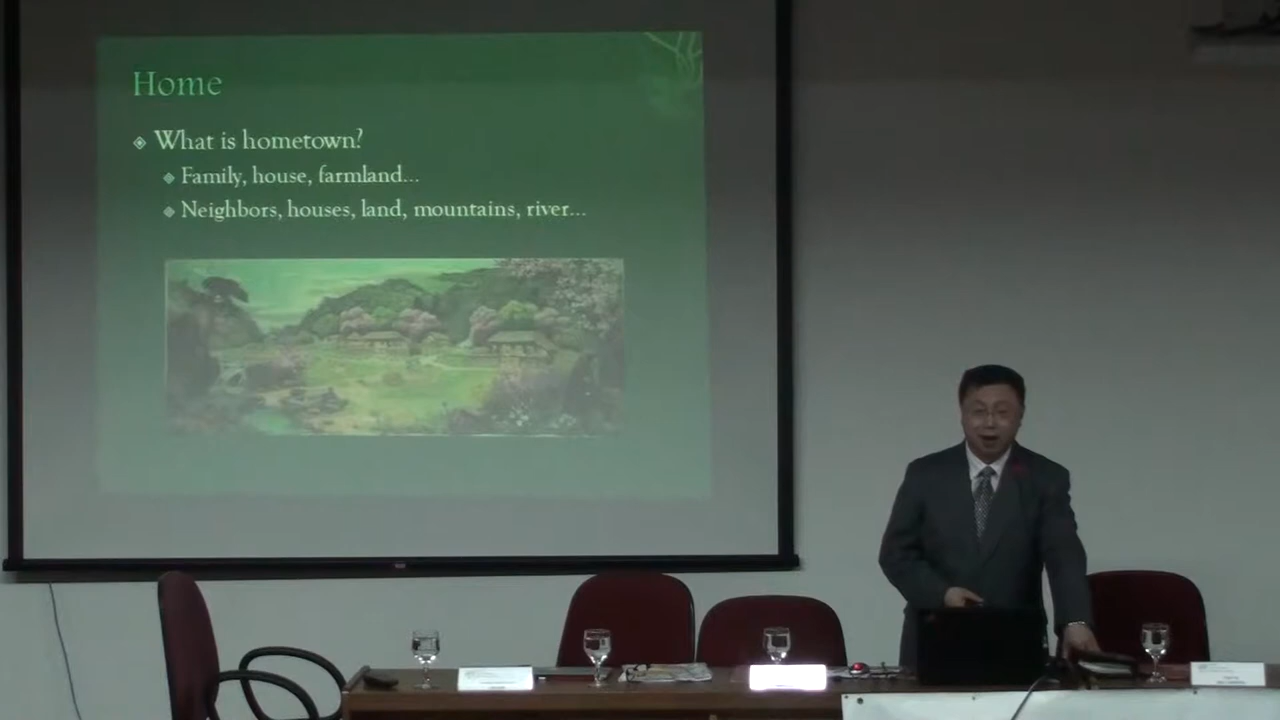 Home
What is hometown?
Family, house, farmland...
Neighbors, houses, land, mountains, river...